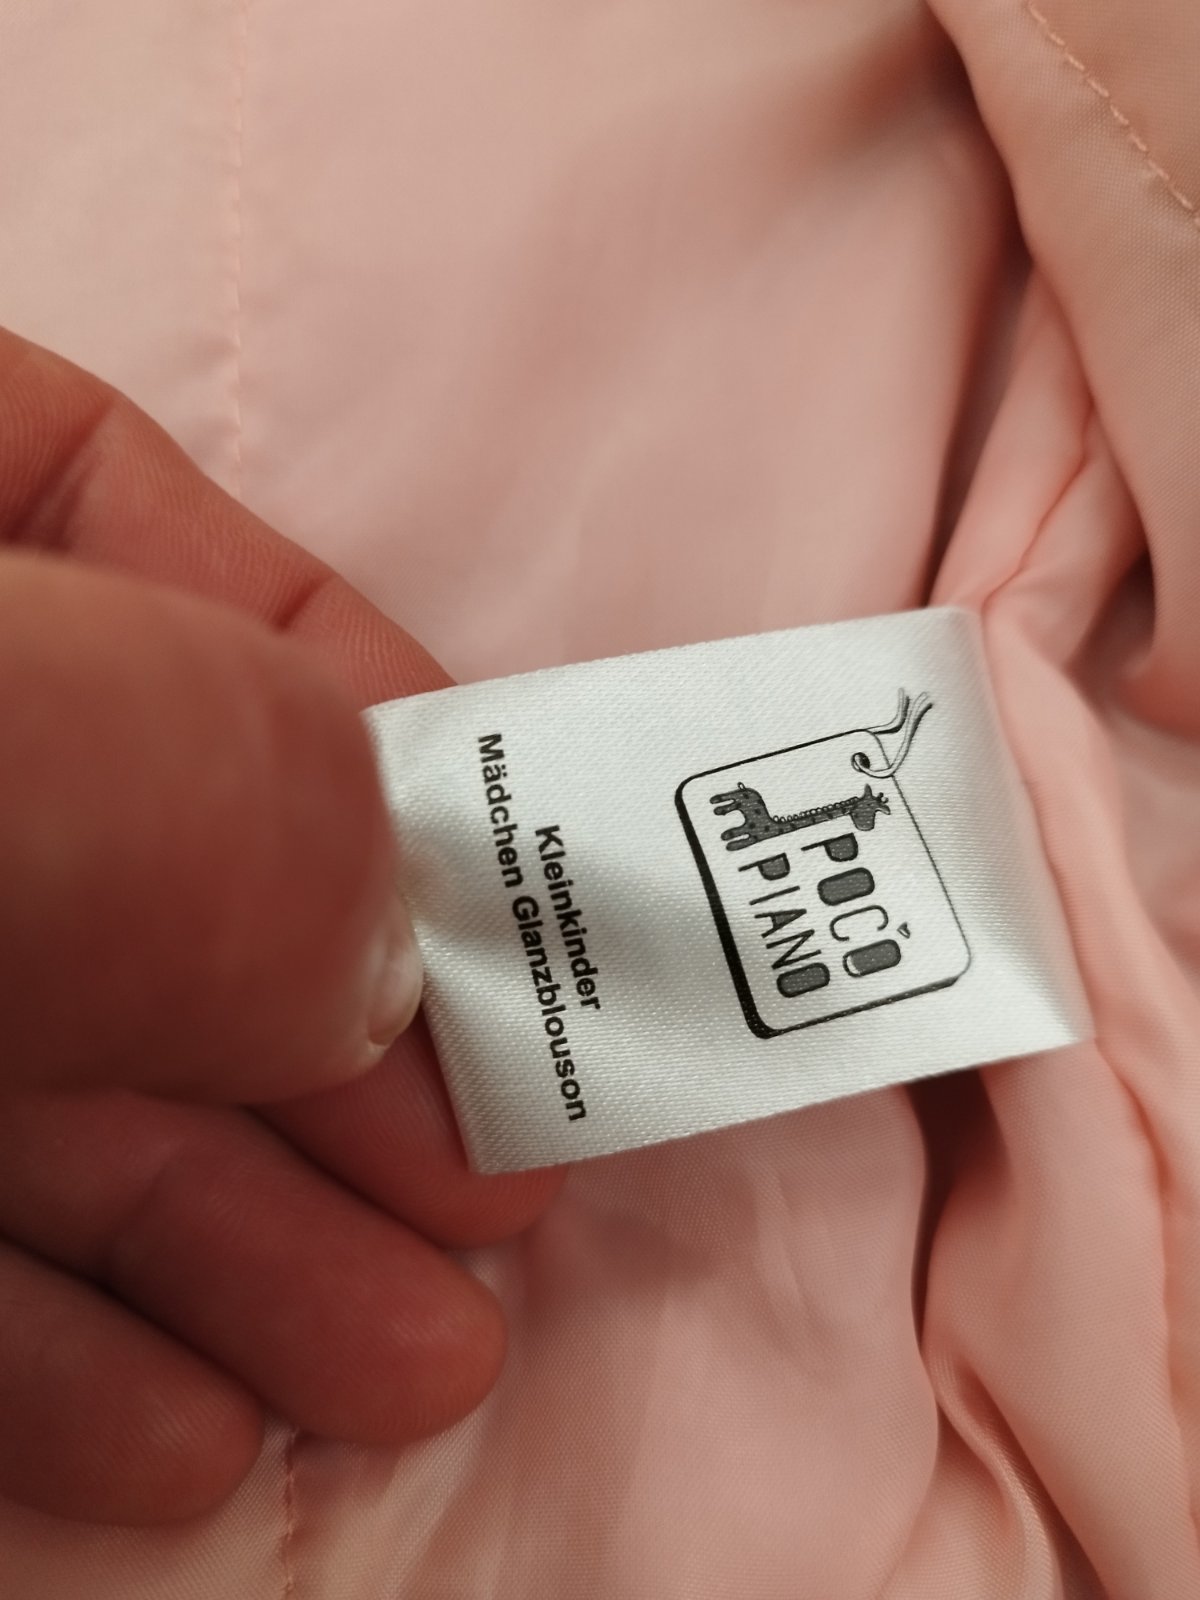 POCO
PIANO
Kleinkinder
Mädchen Glanzblouson